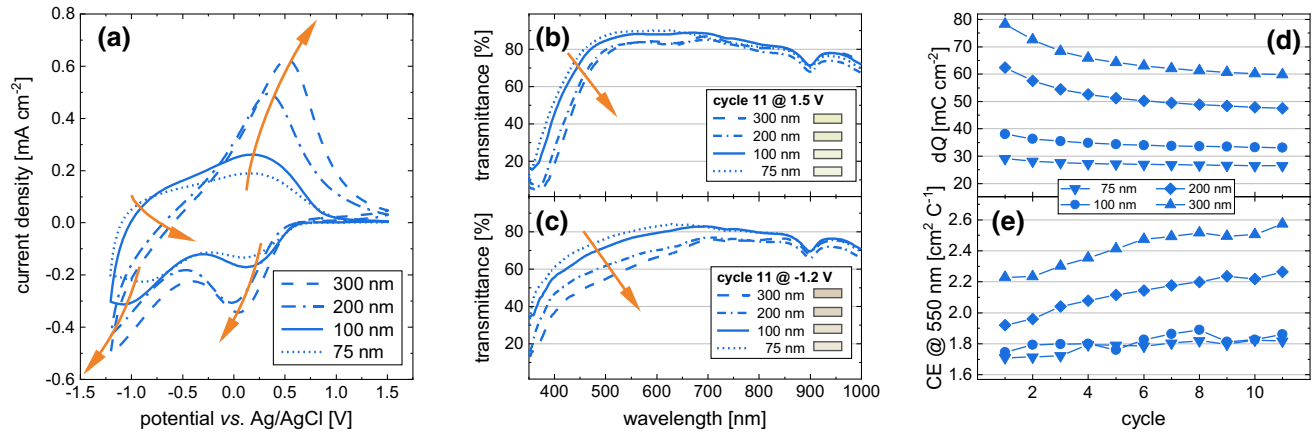 (a)
current density [mA cm⁻²]
0.8
0.6
0.4
0.2
0.0
-0.2
-0.4
-0.6
300 nm
200 nm
100 nm
75 nm
-1.5 -1.0 -0.5 0.0 0.5 1.0 1.5
potential vs. Ag/AgCl [V]
(b)
transmittance [%]
80
60
40
20
cycle 11 @ 1.5 V
300 nm
200 nm
100 nm
75 nm
(c)
transmittance [%]
80
60
40
20
cycle 11 @ -1.2 V
300 nm
200 nm
100 nm
75 nm
400 500 600 700 800 900 1000
wavelength [nm]
(d)
dQ [mC cm⁻²]
80
70
60
50
40
30
20
75 nm 200 nm
100 nm 300 nm
(e)
CE @ 550 nm [cm² C⁻¹]
2.6
2.4
2.2
2.0
1.8
1.6
2 4 6 8 10
cycle